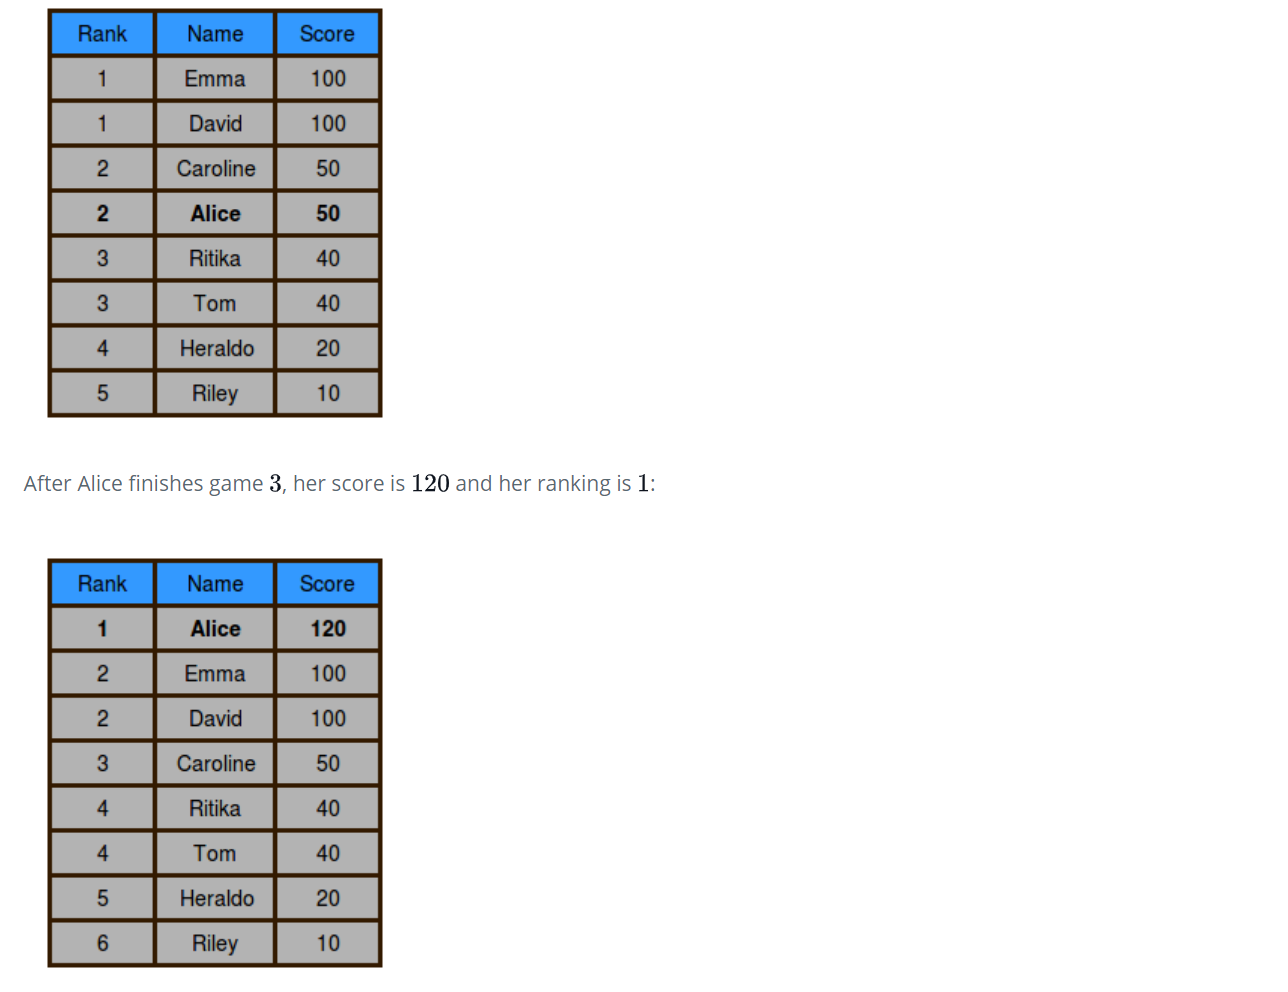 Rank Name Score
1 Emma 100
1 David 100
2 Caroline 50
2 Alice 50
3 Ritika 40
3 Tom 40
4 Heraldo 20
5 Riley 10
After Alice finishes game 3, her score is 120 and her ranking is 1:
Rank Name Score
1 Alice 120
2 Emma 100
2 David 100
3 Caroline 50
4 Ritika 40
4 Tom 40
5 Heraldo 20
6 Riley 10